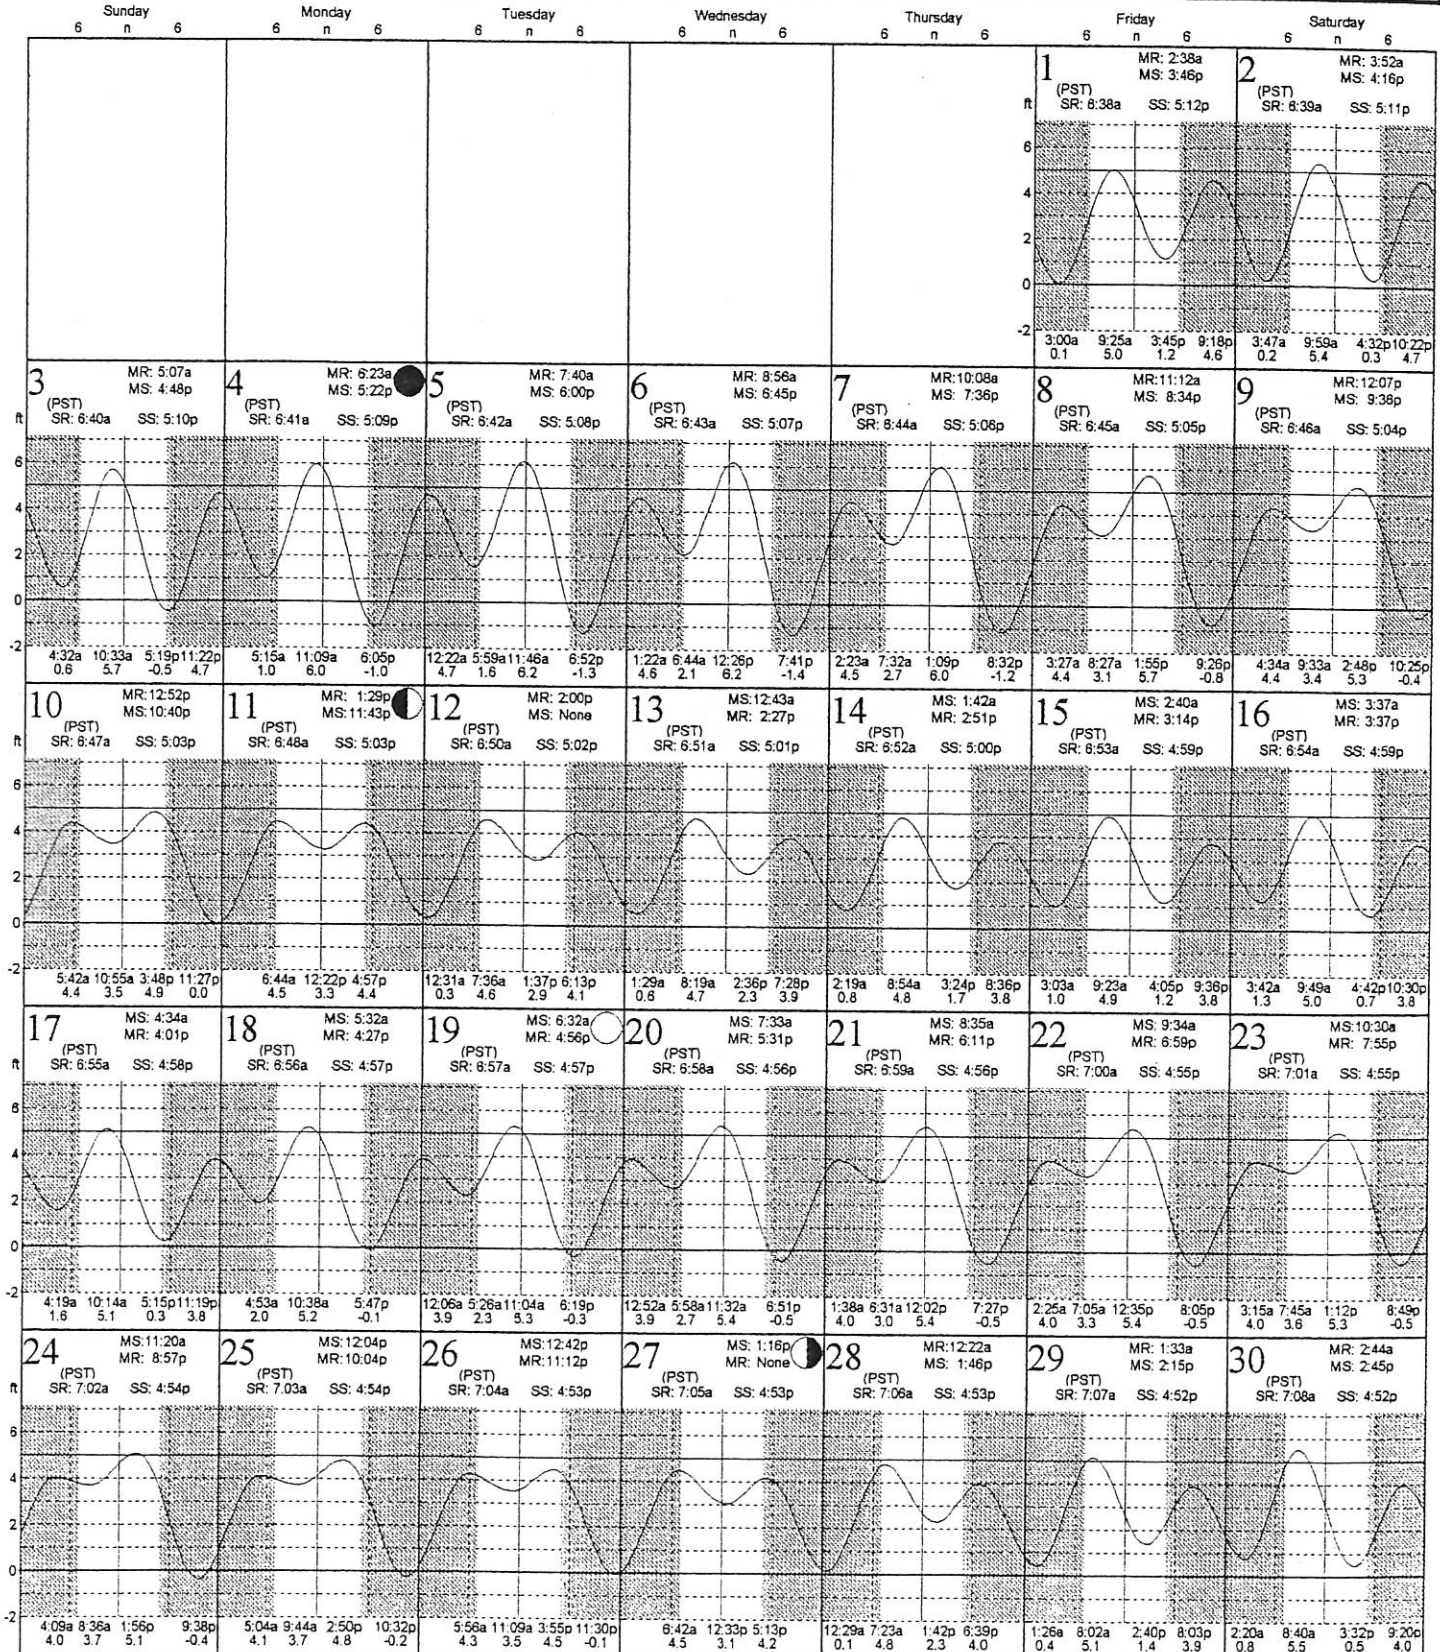 Sunday Monday Tuesday Wednesday Thursday Friday Saturday
6 n 6 6 n 6 6 n 6 6 n 6 6 n 6 6 n 6 6 n 6
1 MR: 2:38a
MS: 3:46p
(PST)
SR: 6:38a SS: 5:12p
2 MR: 3:52a
MS: 4:16p
(PST)
SR: 6:39a SS: 5:11p
ft
6
4
2
0
-2
3:00a 9:25a 3:45p 9:18p
0.1 5.0 1.2 4.6
3:47a 9:59a 4:32p 10:22p
0.2 5.4 0.3 4.7
3 MR: 5:07a
MS: 4:48p
(PST)
SR: 6:40a SS: 5:10p
4 MR: 6:23a
MS: 5:22p
(PST)
SR: 6:41a SS: 5:09p
5 MR: 7:40a
MS: 6:00p
(PST)
SR: 6:42a SS: 5:08p
6 MR: 8:56a
MS: 6:45p
(PST)
SR: 6:43a SS: 5:07p
7 MR:10:08a
MS: 7:36p
(PST)
SR: 6:44a SS: 5:06p
8 MR:11:12a
MS: 8:34p
(PST)
SR: 6:45a SS: 5:05p
9 MR:12:07p
MS: 9:36p
(PST)
SR: 6:46a SS: 5:04p
ft
6
4
2
0
-2
4:32a 10:33a 5:19p 11:22p
0.6 5.7 -0.5 4.7
5:15a 11:09a 6:05p
1.0 6.0 -1.0
12:22a 5:59a 11:46a 6:52p
4.7 1.6 6.2 -1.3
1:22a 6:44a 12:26p 7:41p
4.6 2.1 6.2 -1.4
2:23a 7:32a 1:09p 8:32p
4.5 2.7 6.0 -1.2
3:27a 8:27a 1:55p 9:26p
4.4 3.1 5.7 -0.8
4:34a 9:33a 2:48p 10:25p
4.4 3.4 5.3 -0.4
10 MR:12:52p
MS:10:40p
(PST)
SR: 6:47a SS: 5:03p
11 MR: 1:29p
MS:11:43p
(PST)
SR: 6:48a SS: 5:03p
12 MR: 2:00p
MS: None
(PST)
SR: 6:50a SS: 5:02p
13 MS:12:43a
MR: 2:27p
(PST)
SR: 6:51a SS: 5:01p
14 MS: 1:42a
MR: 2:51p
(PST)
SR: 6:52a SS: 5:00p
15 MS: 2:40a
MR: 3:14p
(PST)
SR: 6:53a SS: 4:59p
16 MS: 3:37a
MR: 3:37p
(PST)
SR: 6:54a SS: 4:59p
ft
6
4
2
0
-2
5:42a 10:55a 3:48p 11:27p
4.4 3.5 4.9 0.0
6:44a 12:22p 4:57p
4.5 3.3 4.4
12:31a 7:36a 1:37p 6:13p
0.3 4.6 2.9 4.1
1:29a 8:19a 2:36p 7:28p
0.6 4.7 2.3 3.9
2:19a 8:54a 3:24p 8:36p
0.8 4.8 1.7 3.8
3:03a 9:23a 4:05p 9:36p
1.0 4.9 1.2 3.8
3:42a 9:49a 4:42p 10:30p
1.3 5.0 0.7 3.8
17 MS: 4:34a
MR: 4:01p
(PST)
SR: 6:55a SS: 4:58p
18 MS: 5:32a
MR: 4:27p
(PST)
SR: 6:56a SS: 4:57p
19 MS: 6:32a
MR: 4:56p
(PST)
SR: 6:57a SS: 4:57p
20 MS: 7:33a
MR: 5:31p
(PST)
SR: 6:58a SS: 4:56p
21 MS: 8:35a
MR: 6:11p
(PST)
SR: 6:59a SS: 4:56p
22 MS: 9:34a
MR: 6:59p
(PST)
SR: 7:00a SS: 4:55p
23 MS:10:30a
MR: 7:55p
(PST)
SR: 7:01a SS: 4:55p
ft
6
4
2
0
-2
4:19a 10:14a 5:15p 11:19p
1.6 5.1 0.3 3.8
4:53a 10:38a 5:47p
2.0 5.2 -0.1
12:06a 5:26a 11:04a 6:19p
3.9 2.3 5.3 -0.3
12:52a 5:58a 11:32a 6:51p
3.9 2.7 5.4 -0.5
1:38a 6:31a 12:02p 7:27p
4.0 3.0 5.4 -0.5
2:25a 7:05a 12:35p 8:05p
4.0 3.3 5.4 -0.5
3:15a 7:45a 1:12p 8:49p
4.0 3.6 5.3 -0.5
24 MS:11:20a
MR: 8:57p
(PST)
SR: 7:02a SS: 4:54p
25 MS:12:04p
MR:10:04p
(PST)
SR: 7:03a SS: 4:54p
26 MS:12:42p
MR:11:12p
(PST)
SR: 7:04a SS: 4:53p
27 MS: 1:16p
MR: None
(PST)
SR: 7:05a SS: 4:53p
28 MR:12:22a
MS: 1:46p
(PST)
SR: 7:06a SS: 4:53p
29 MR: 1:33a
MS: 2:15p
(PST)
SR: 7:07a SS: 4:52p
30 MR: 2:44a
MS: 2:45p
(PST)
SR: 7:08a SS: 4:52p
ft
6
4
2
0
-2
4:09a 8:36a 1:56p 9:38p
4.0 3.7 5.1 -0.4
5:04a 9:44a 2:50p 10:32p
4.1 3.7 4.8 -0.2
5:56a 11:09a 3:55p 11:30p
4.3 3.5 4.5 -0.1
6:42a 12:33p 5:13p
4.5 3.1 4.2
12:29a 7:23a 1:42p 6:39p
0.1 4.8 2.3 4.0
1:26a 8:02a 2:40p 8:03p
0.4 5.1 1.4 3.9
2:20a 8:40a 3:32p 9:20p
0.8 5.5 0.4 4.0